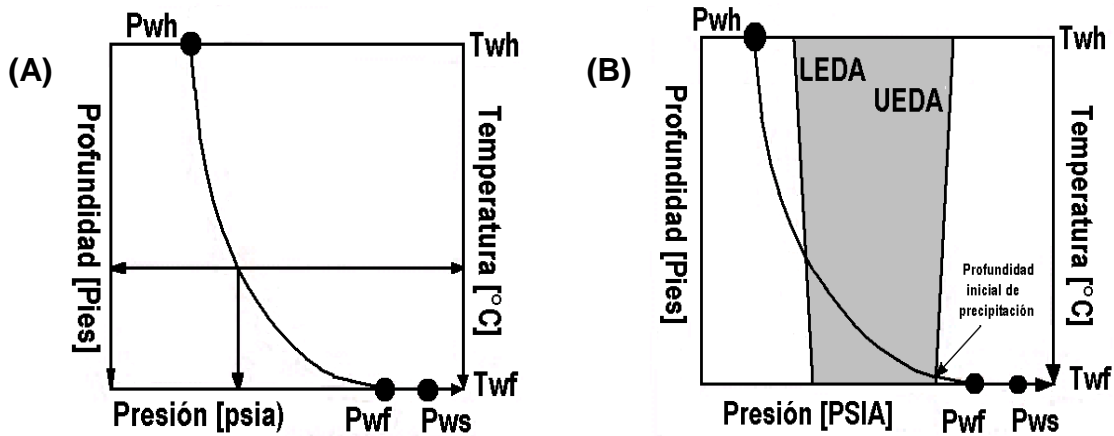 (A)
Pwh
Twh
Profundidad [Pies]
Temperatura [°C]
Twf
Presión [psia)
Pwf
Pws
(B)
Pwh
Twh
LEDA
UEDA
Profundidad [Pies]
Temperatura [°C]
Profundidad
inicial de
precipitación
Twf
Presión [PSIA]
Pwf
Pws